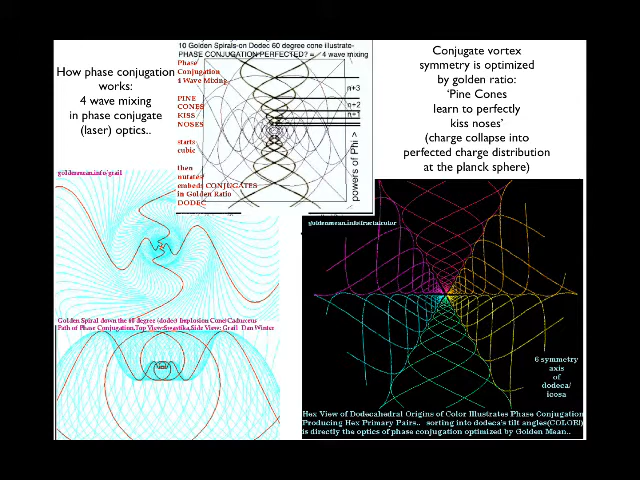 How phase conjugation
works:
4 wave mixing
in phase conjugate
(laser) optics..
10 Golden Spirals-on Dodec 60 degree cone illustrate-
PHASE CONJUGATION PERFECTED? = 4 wave mixing
Phase
Conjugation
4 Wave Mixing
PINE
CONES
KISS
NOSES
starts
cubic
then
mutated
embeds CONJUGATES
in Golden Ratio
DODEC
n+3
n+2
n+1
powers of Phi >
Conjugate vortex
symmetry is optimized
by golden ratio:
'Pine Cones
learn to perfectly
kiss noses'
(charge collapse into
perfected charge distribution
at the planck sphere)
goldenmean.info/grail
Golden Spiral down the 60 degree (dodec) Implosion Cone/Caduceus
Path of Phase Conjugation,Top View:Swastika,Side View: Grail Dan Winter
goldenmean.info/fractalcolor
6 symmetry
axis
of
dodeca/
icosa
Hex View of Dodecahedral Origins of Color Illustrates Phase Conjugation
Producing Hex Primary Pairs.. sorting into dodeca's tilt angles(COLOR!)
is directly the optics of phase conjugation optimized by Golden Mean..